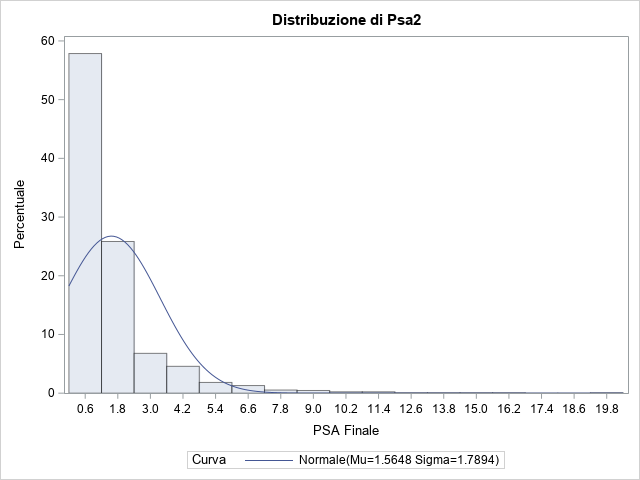 Distribuzione di Psa2
60
50
40
30
20
10
0
Percentuale
0.6 1.8 3.0 4.2 5.4 6.6 7.8 9.0 10.2 11.4 12.6 13.8 15.0 16.2 17.4 18.6 19.8
PSA Finale
Curva Normale(Mu=1.5648 Sigma=1.7894)